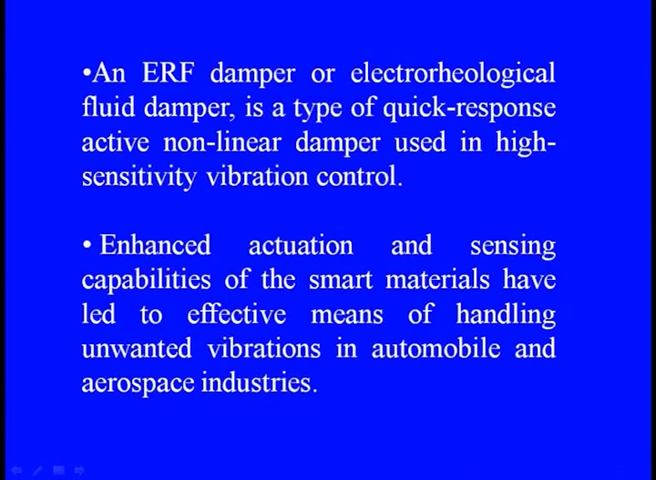 •An ERF damper or electrorheological
fluid damper, is a type of quick-response
active non-linear damper used in high-
sensitivity vibration control.
• Enhanced actuation and sensing
capabilities of the smart materials have
led to effective means of handling
unwanted vibrations in automobile and
aerospace industries.